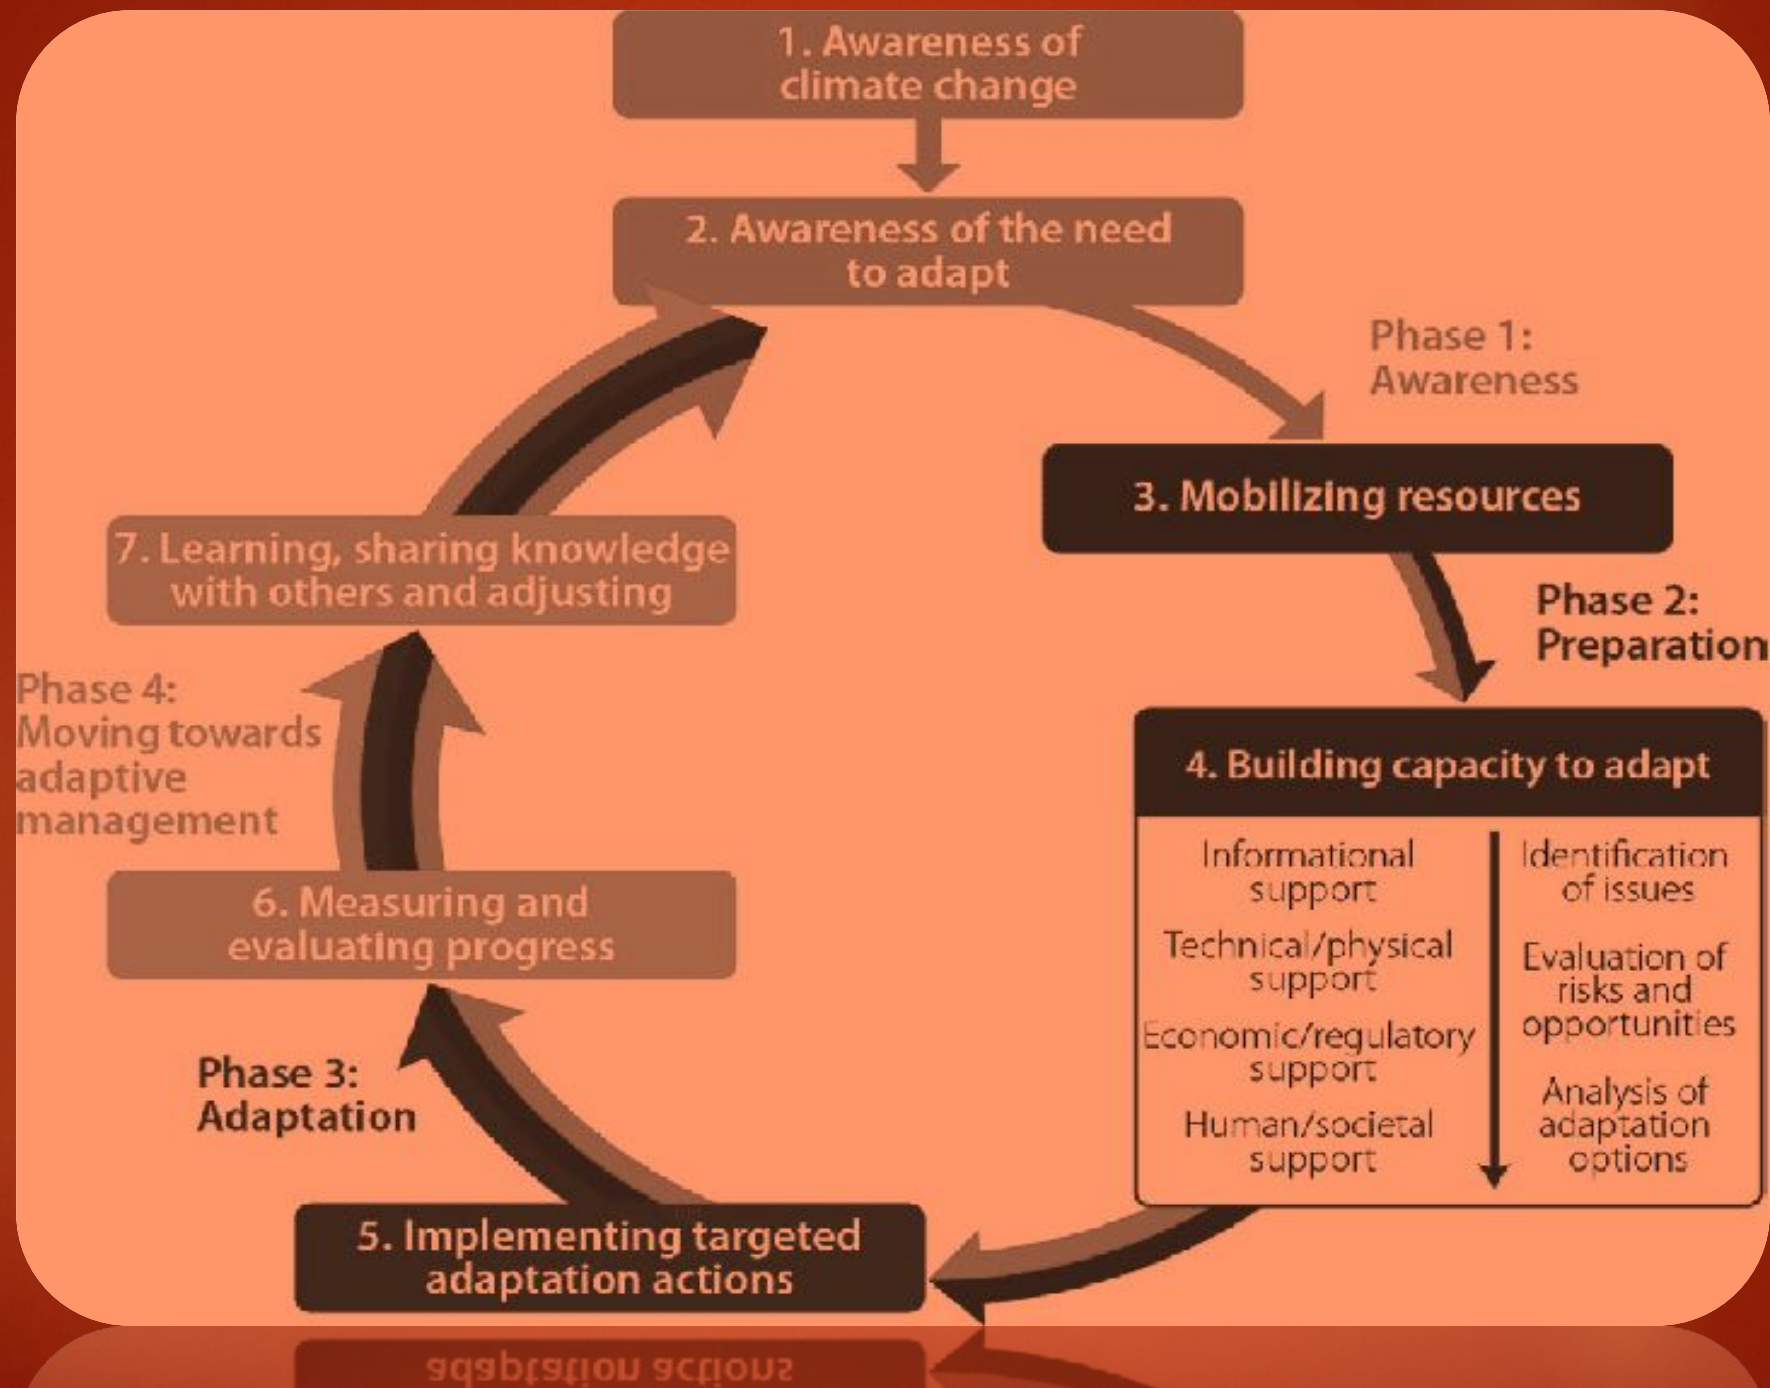 1. Awareness of
climate change
2. Awareness of the need
to adapt
Phase 1:
Awareness
3. Mobilizing resources
Phase 2:
Preparation
4. Building capacity to adapt
Informational
support
Technical/physical
support
Economic/regulatory
support
Human/societal
support
Identification
of issues
Evaluation of
risks and
opportunities
Analysis of
adaptation
options
5. Implementing targeted
adaptation actions
Phase 3:
Adaptation
6. Measuring and
evaluating progress
Phase 4:
Moving towards
adaptive
management
7. Learning, sharing knowledge
with others and adjusting